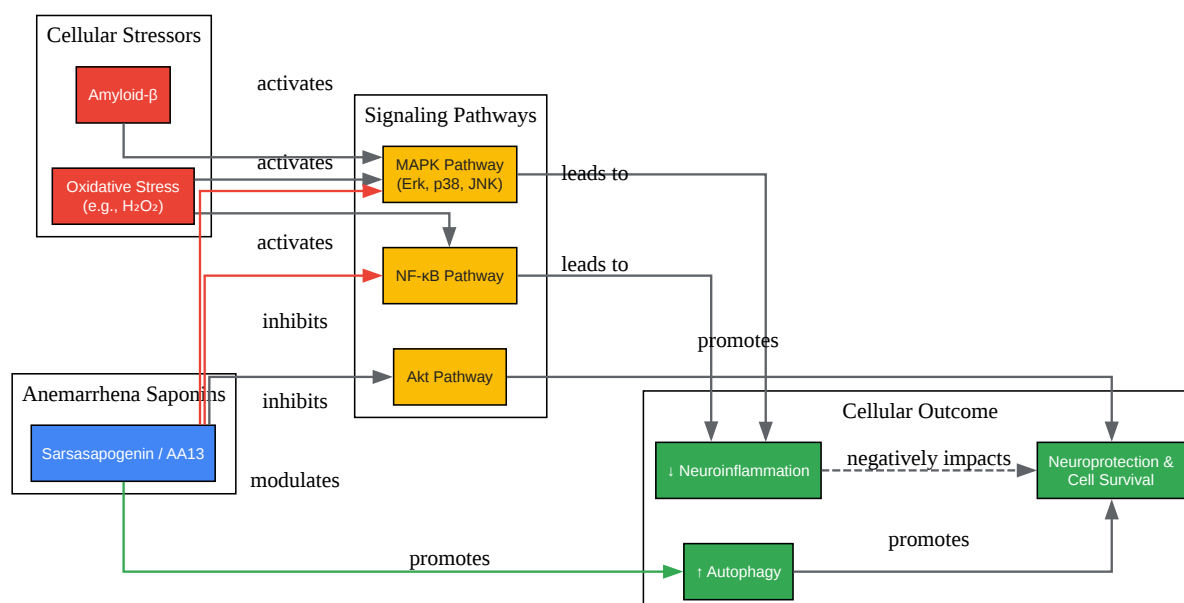 Cellular Stressors
Amyloid-β
activates
Signaling Pathways
activates
MAPK Pathway
(Erk, p38, JNK)
leads to
Oxidative Stress
(e.g., H₂O₂)
activates
NF-κB Pathway
leads to
inhibits
promotes
Akt Pathway
Anemarrhena Saponins
inhibits
Cellular Outcome
Sarsasapogenin / AA13
modulates
↓ Neuroinflammation
negatively impacts
Neuroprotection &
Cell Survival
promotes
promotes
↑ Autophagy